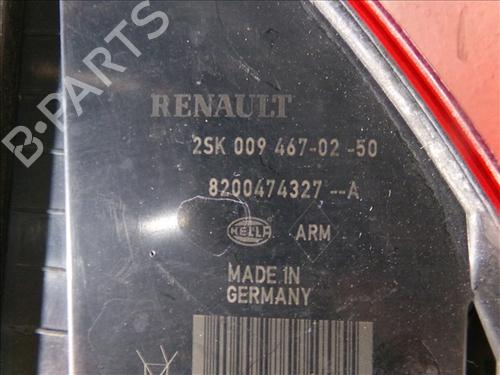 B-PARTS
RENAULT
2SK 009 467-02-50
8200474327--A
HELLA ARM
MADE IN
GERMANY